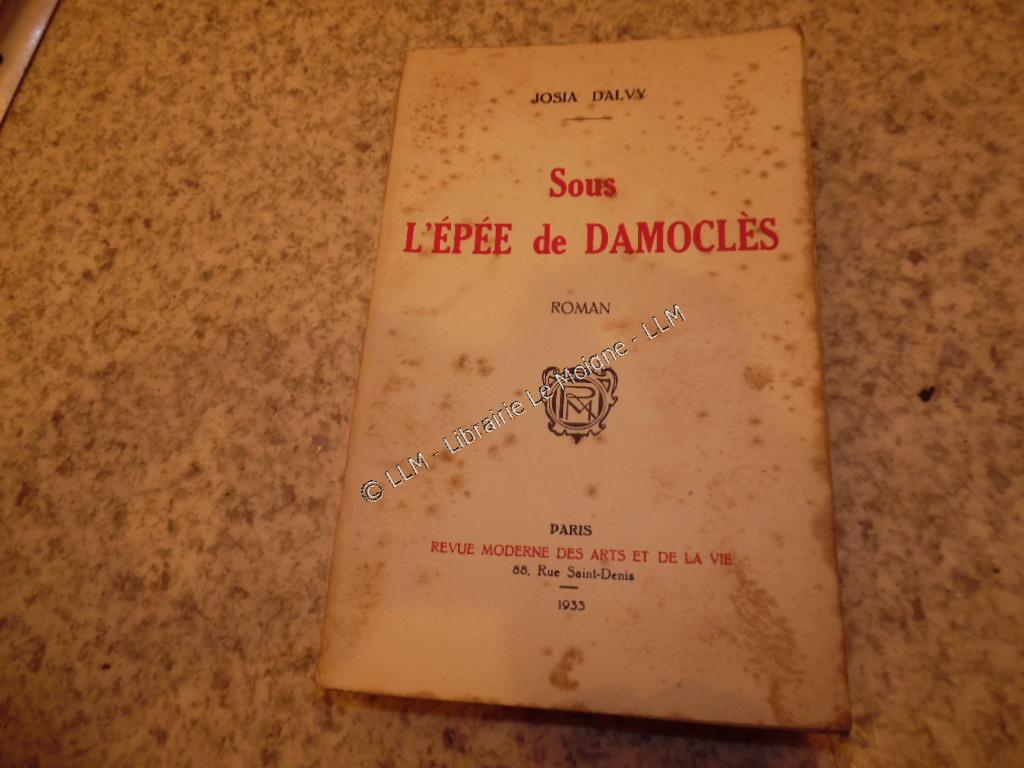 JOSIA DALVY
Sous
L'ÉPÉE de DAMOCLÈS
ROMAN
© LLM - Librairie Le Moigne - LLM
RM
PARIS
REVUE MODERNE DES ARTS ET DE LA VIE
88, Rue Saint-Denis
1933